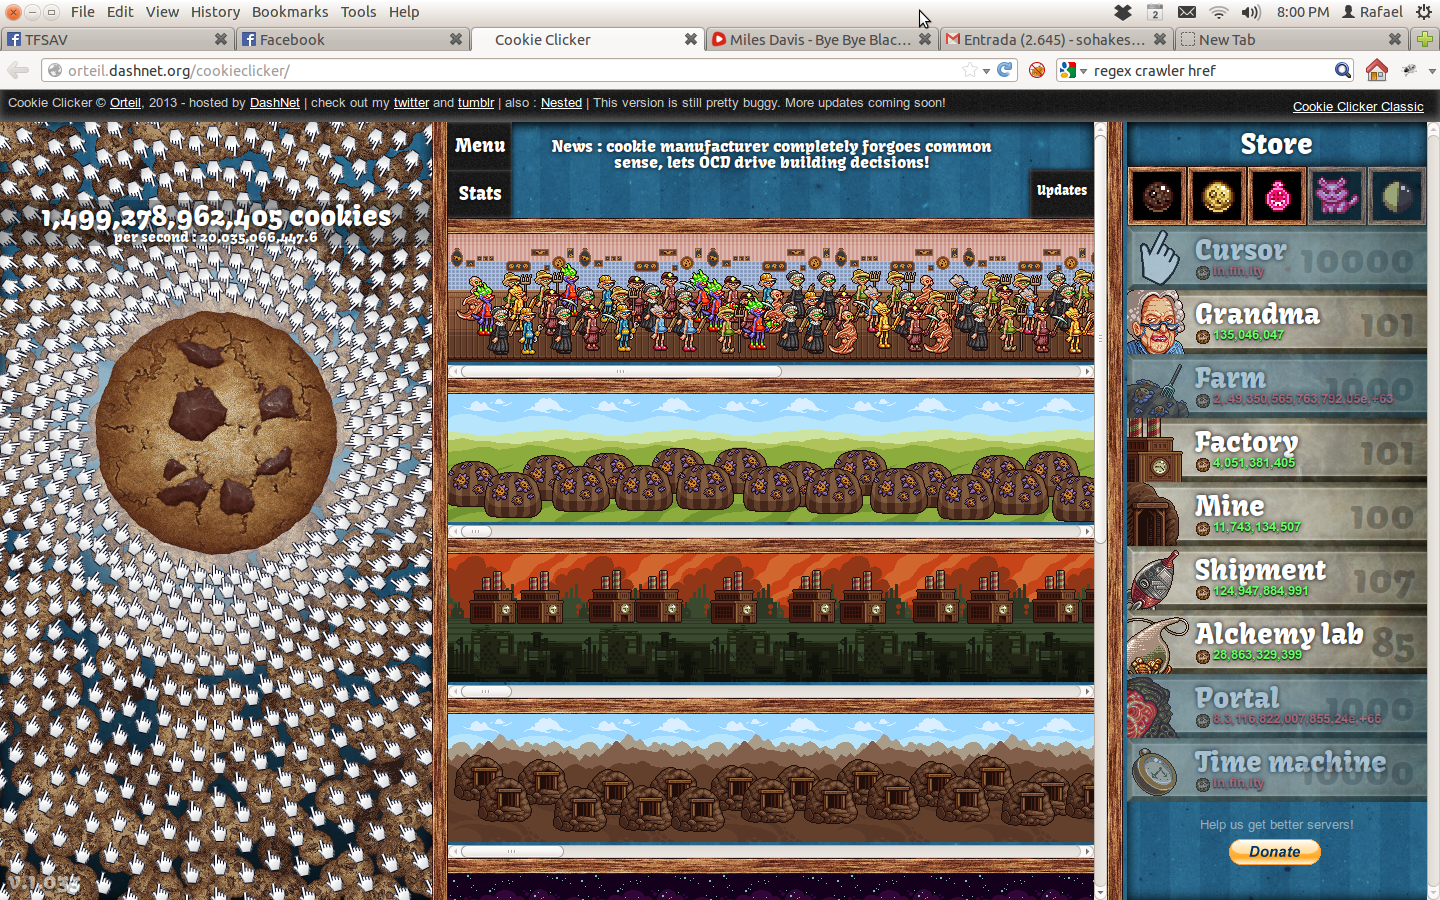 File Edit View History Bookmarks Tools Help
2 8:00 PM Rafael
TFSAV
Facebook
Cookie Clicker
Miles Davis - Bye Bye Blac...
Entrada (2.645) - sohakes...
New Tab
orteil.dashnet.org/cookieclicker/
regex crawler href
Cookie Clicker © Orteil, 2013 - hosted by DashNet | check out my twitter and tumblr | also : Nested | This version is still pretty buggy. More updates coming soon!
Cookie Clicker Classic
1,499,278,962,405 cookies
per second : 20,035,066,447.6
v.1.035
Menu
Stats
News : cookie manufacturer completely forgoes common
sense, lets OCD drive building decisions!
Updates
Store
Cursor
In,fin,ity
10000
Grandma
135,046,047
101
Farm
2,.49,350,565,763,792,05e,+63
1000
Factory
4,051,381,405
101
Mine
11,743,134,507
100
Shipment
124,947,884,991
107
Alchemy lab
28,863,329,399
85
Portal
8.3,116,822,007,855,24e,+66
1000
Time machine
In,fin,ity
Help us get better servers!
Donate